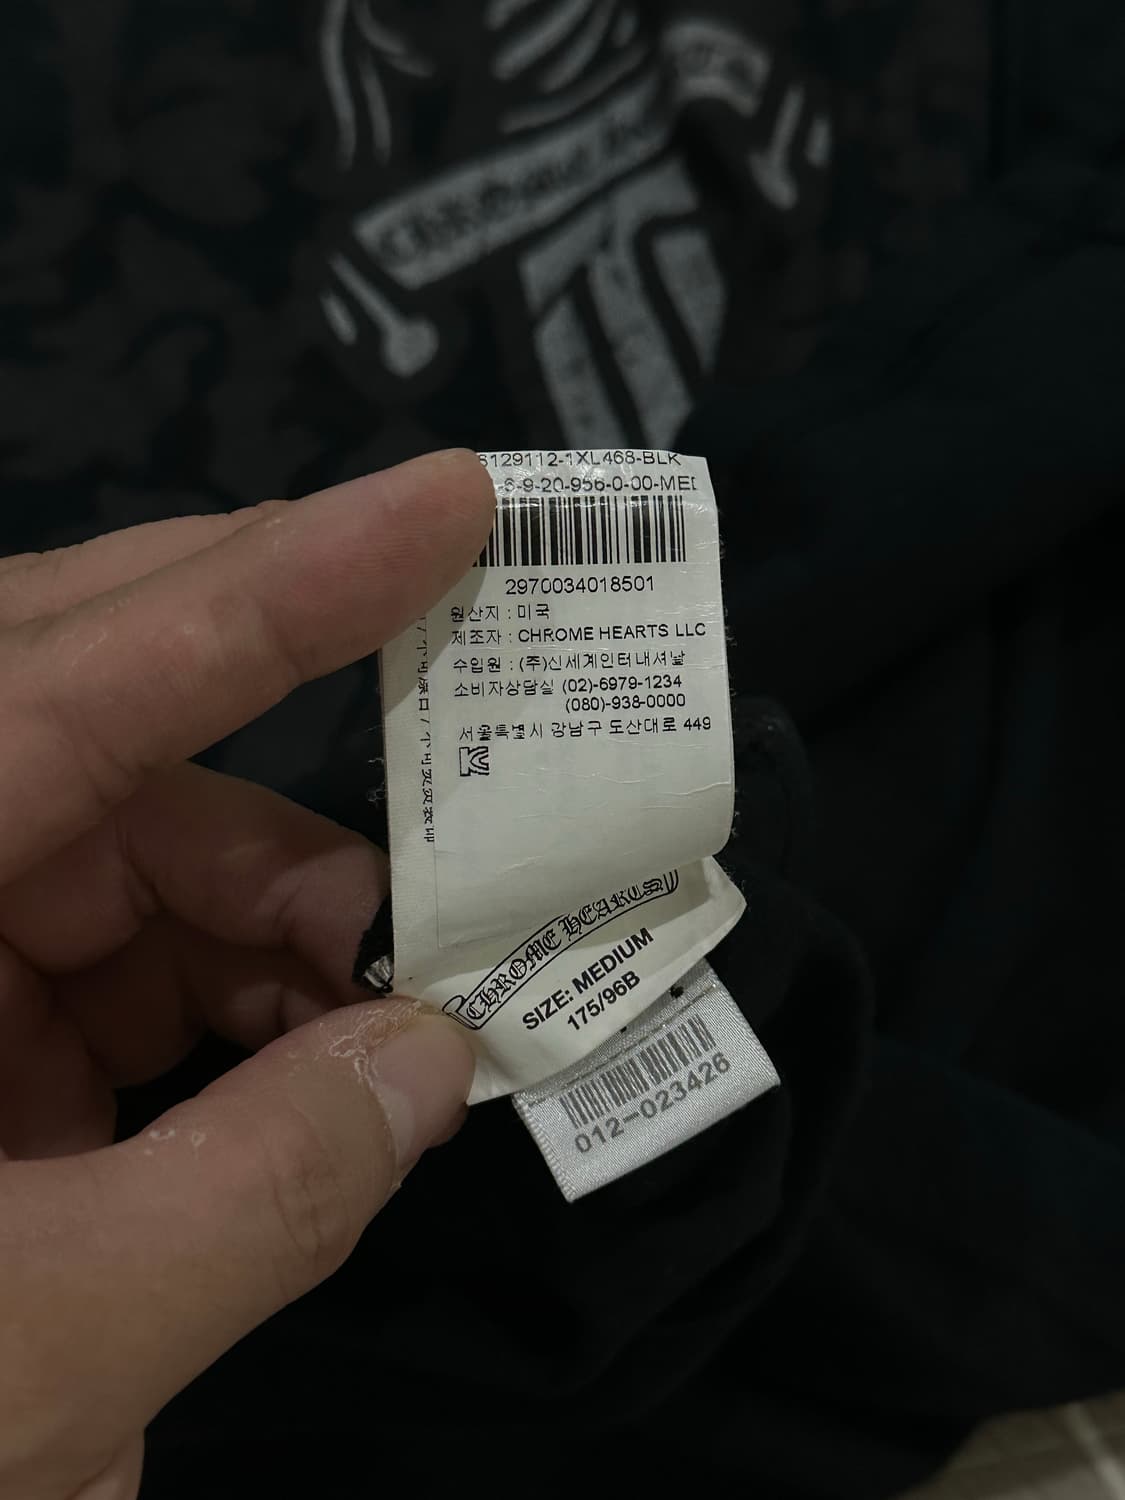 CHROME
6129112-1XL468-BLK
-6-9-20-956-0-00-MED
2970034018501
원산지 : 미국
제조자 : CHROME HEARTS LLC
수입원 : (주)신세계인터내셔날
소비자상담실 (02)-6979-1234
(080)-938-0000
서울특별시 강남구 도산대로 449
CHROME HEARTS
SIZE: MEDIUM
175/96B
012-023426